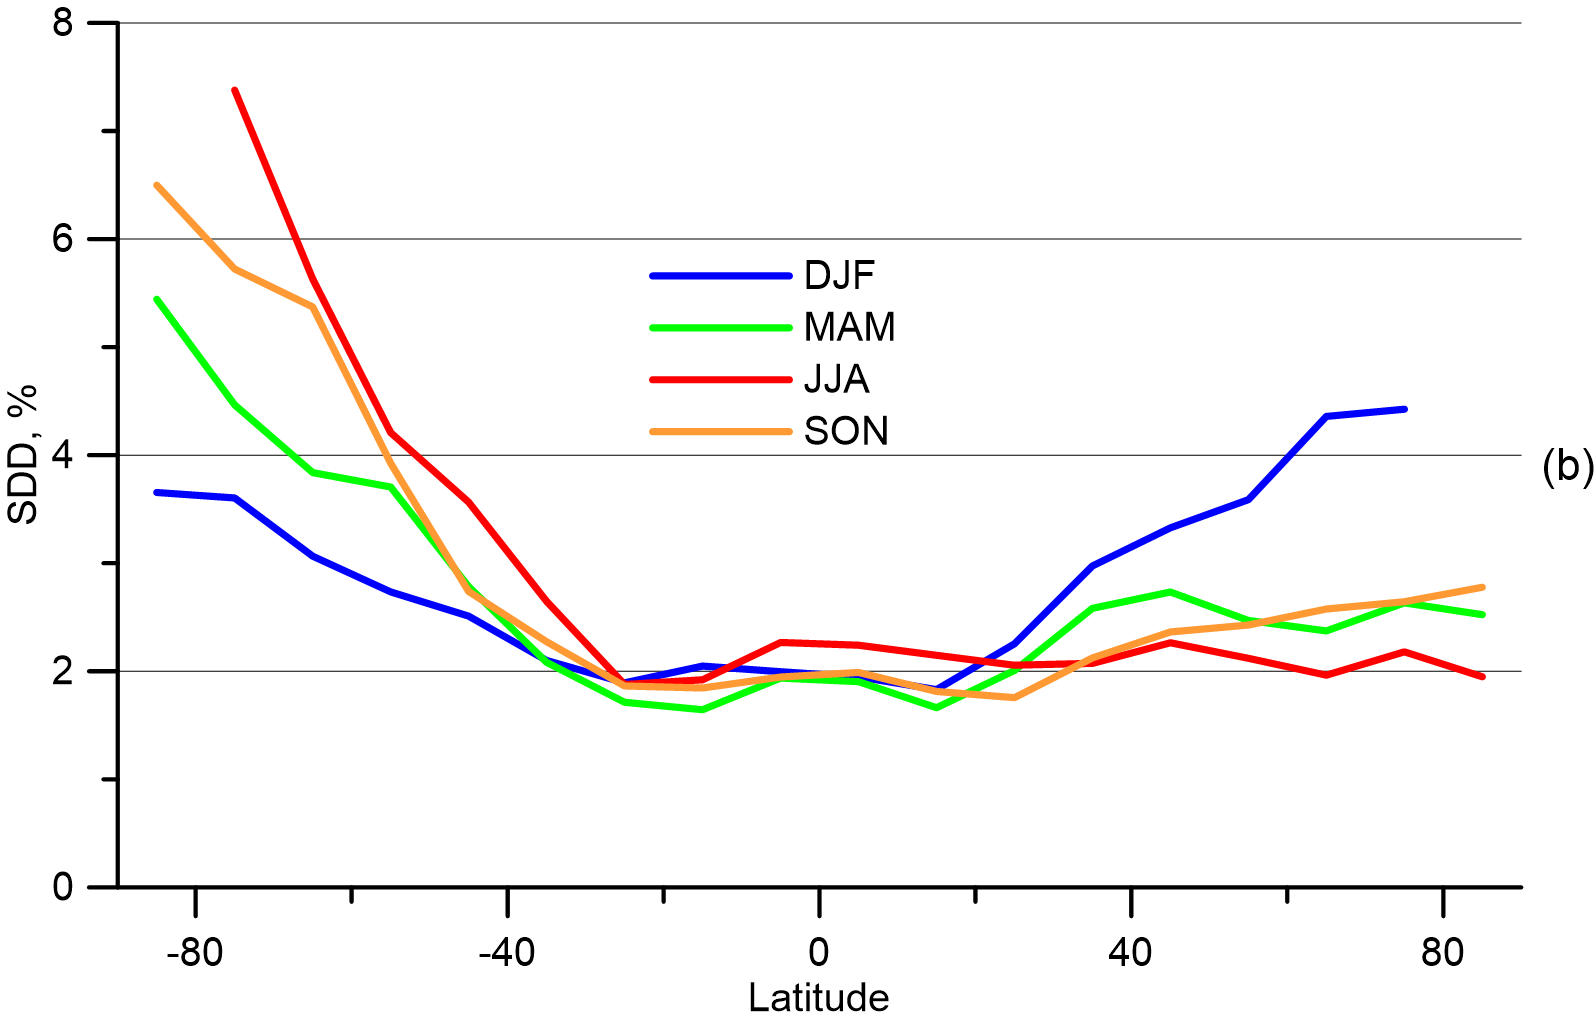 8
6
4
2
0
SDD, %
DJF
MAM
JJA
SON
(b)
-80 -40 0 40 80
Latitude